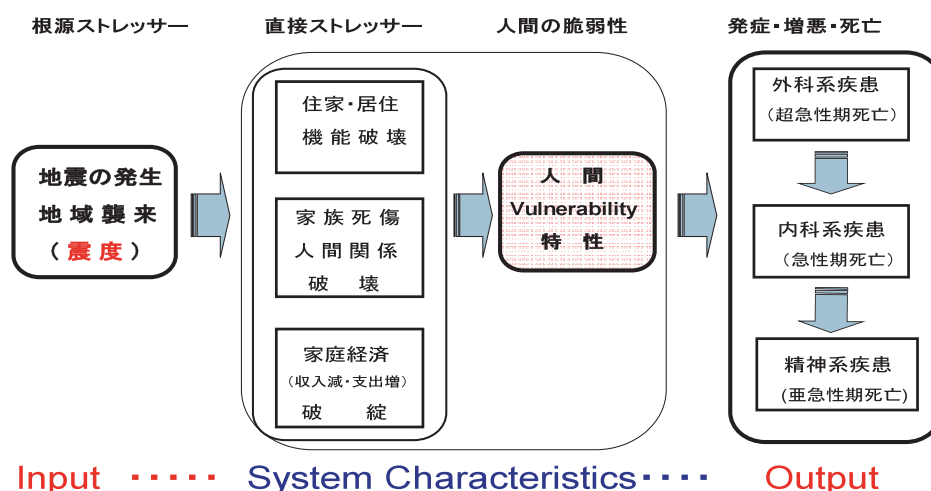 根源ストレッサー
直接ストレッサー
人間の脆弱性
発症・増悪・死亡
地震の発生
地域襲来
（震度）
住家・居住
機能破壊
家族死傷
人間関係
破壊
家庭経済
（収入減・支出増）
破綻
人間
Vulnerability
特性
外科系疾患
（超急性期死亡）
内科系疾患
（急性期死亡）
精神系疾患
(亜急性期死亡)
Input ・・・・・ System Characteristics・・・・ Output